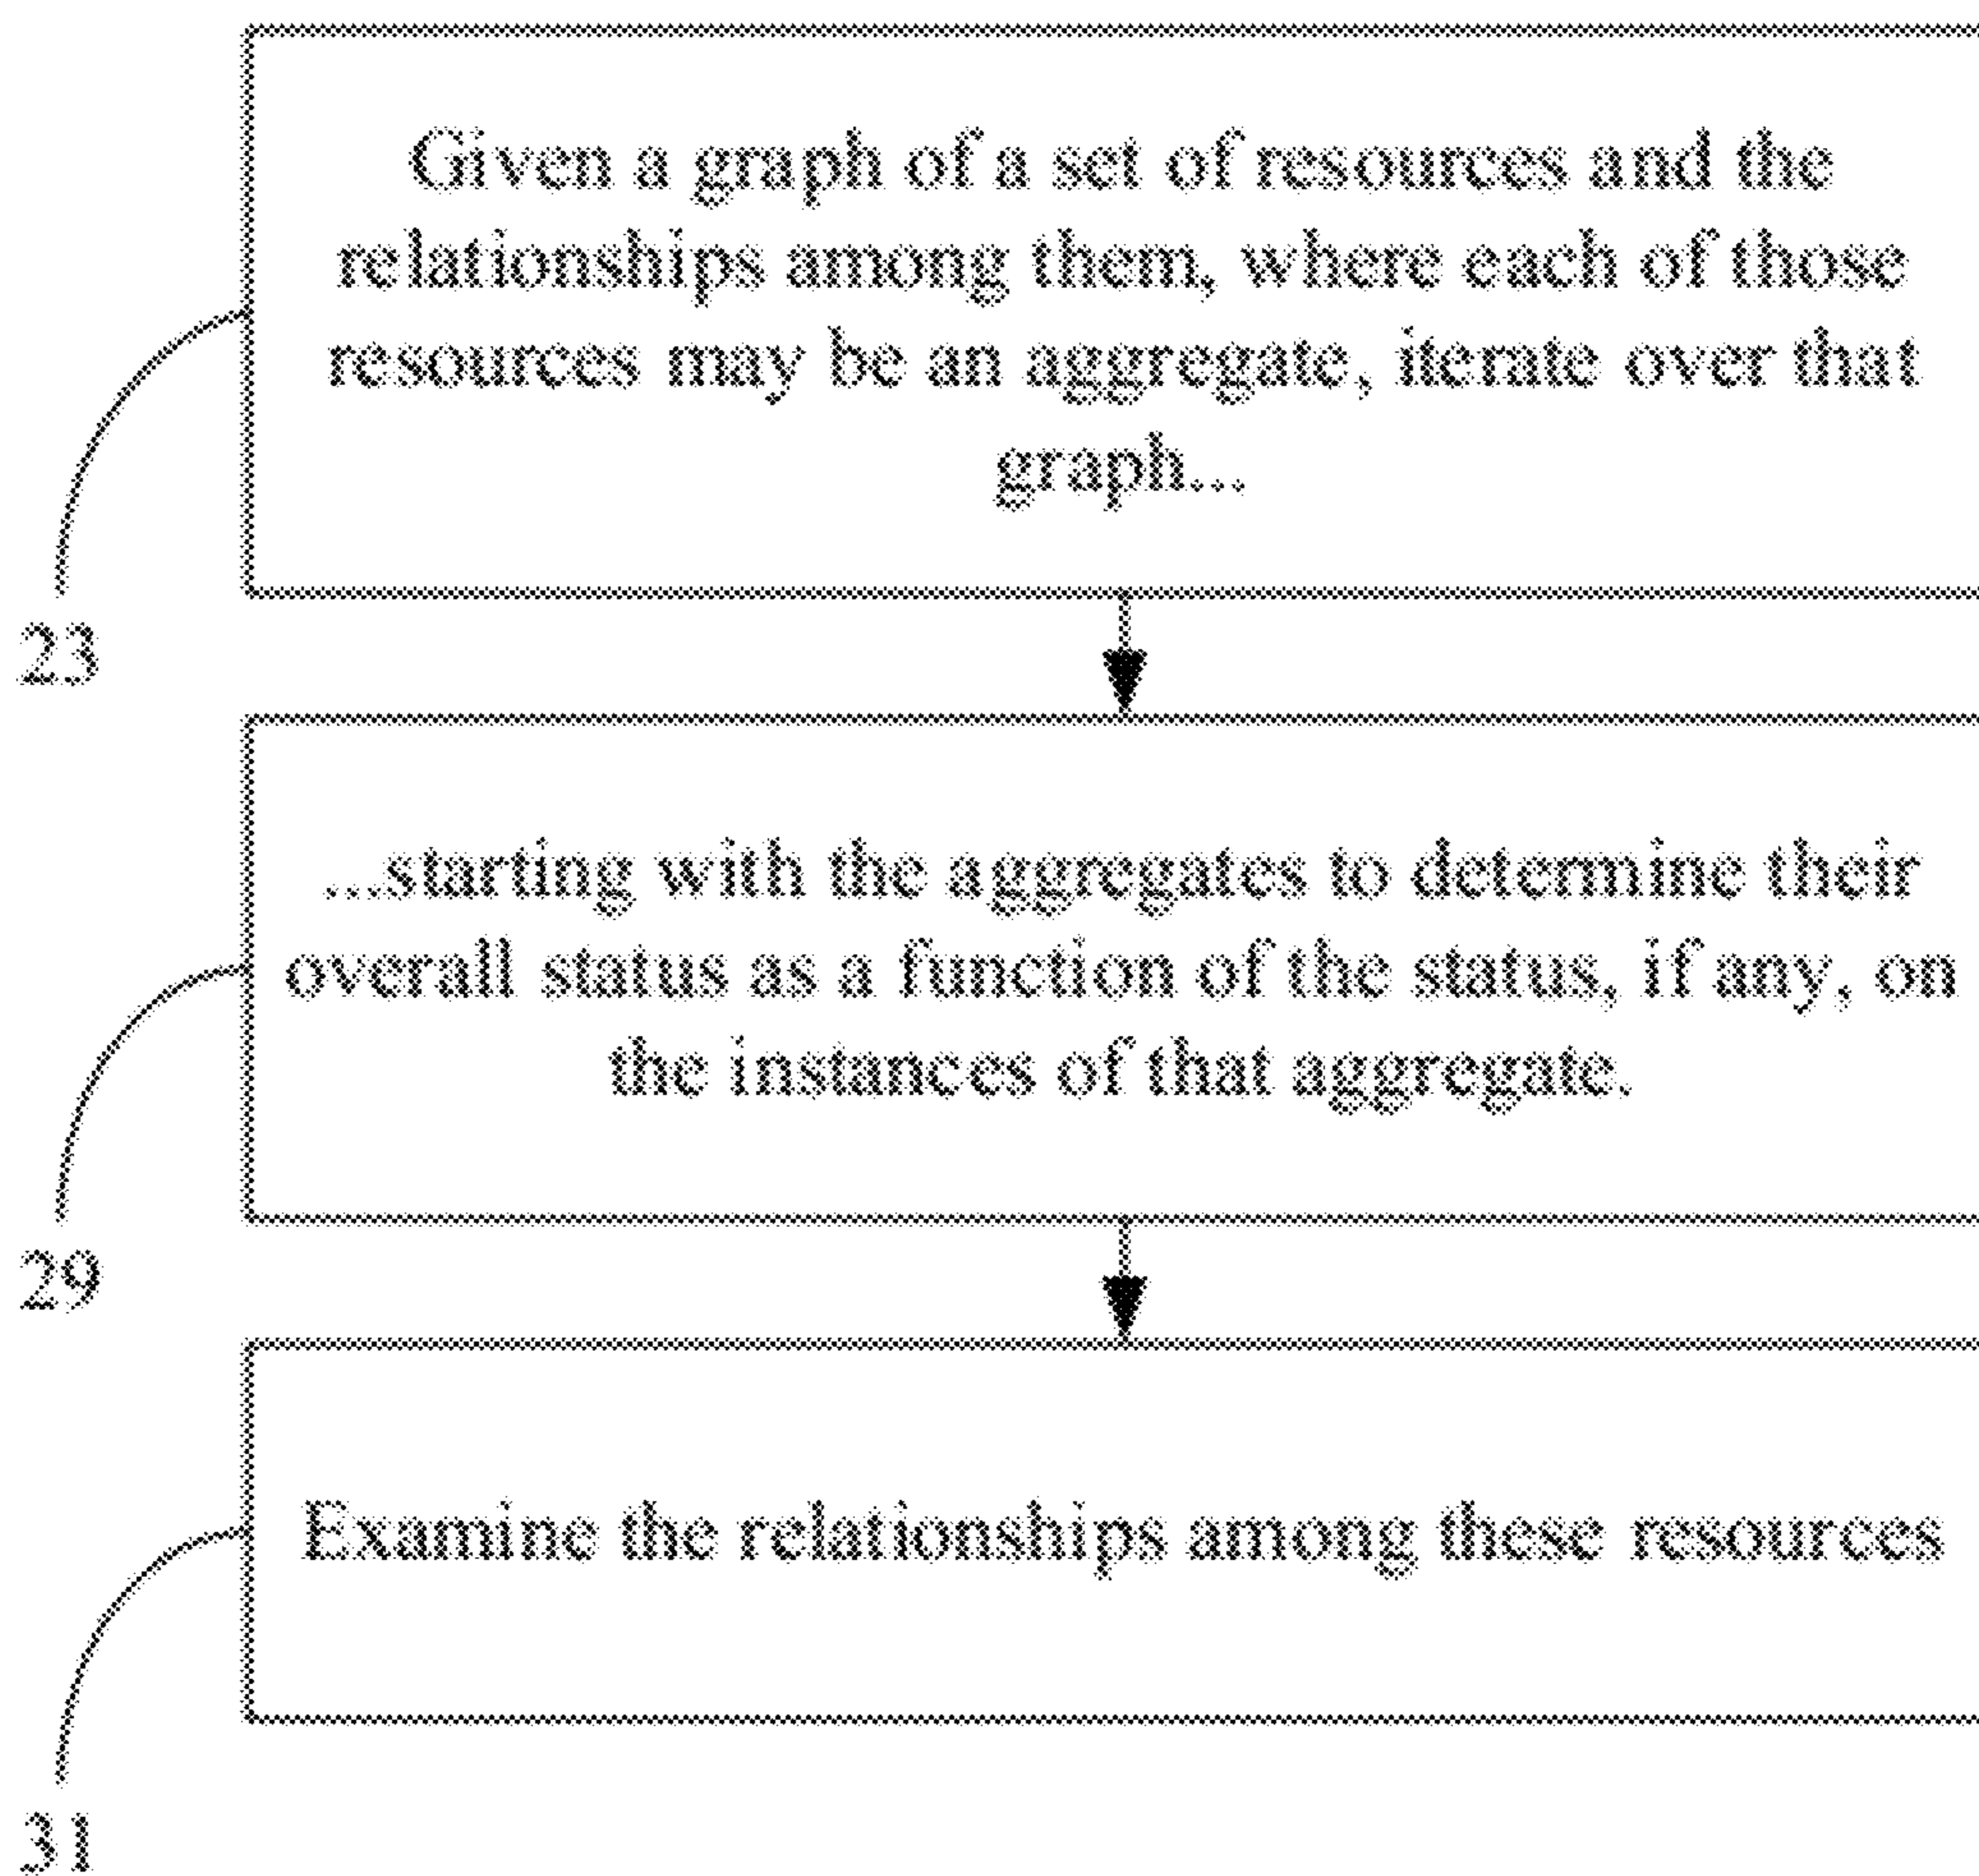 Given a graph of a set of resources and the
relationships among them, where each of those
resources may be an aggregate, iterate over that
graph...
23
...starting with the aggregates to determine their
overall status as a function of the status, if any, on
the instances of that aggregate.
29
Examine the relationships among these resources
31